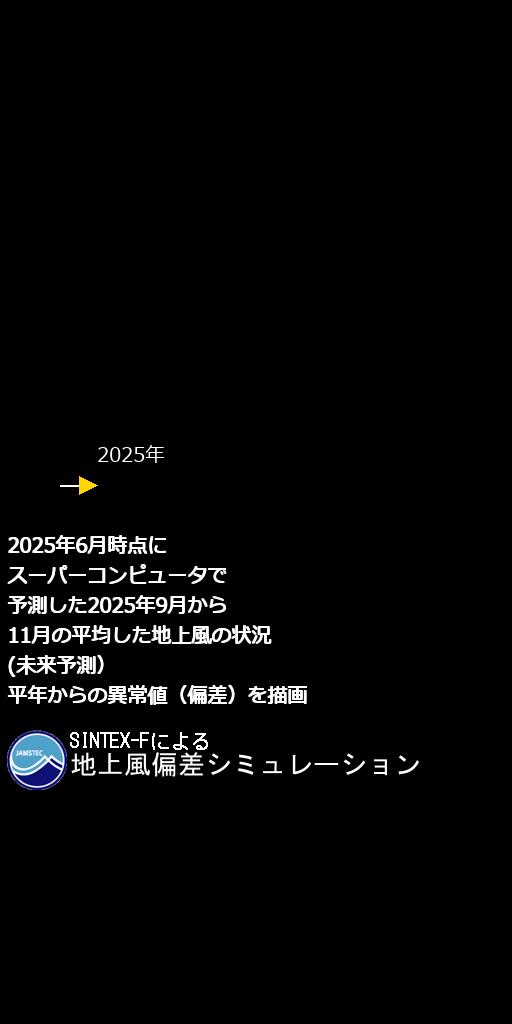 2025年
2025年6月時点に
スーパーコンピュータで
予測した2025年9月から
11月の平均した地上風の状況
(未来予測）
平年からの異常値（偏差）を描画
JAMSTEC
SINTEX-Fによる
地上風偏差シミュレーション